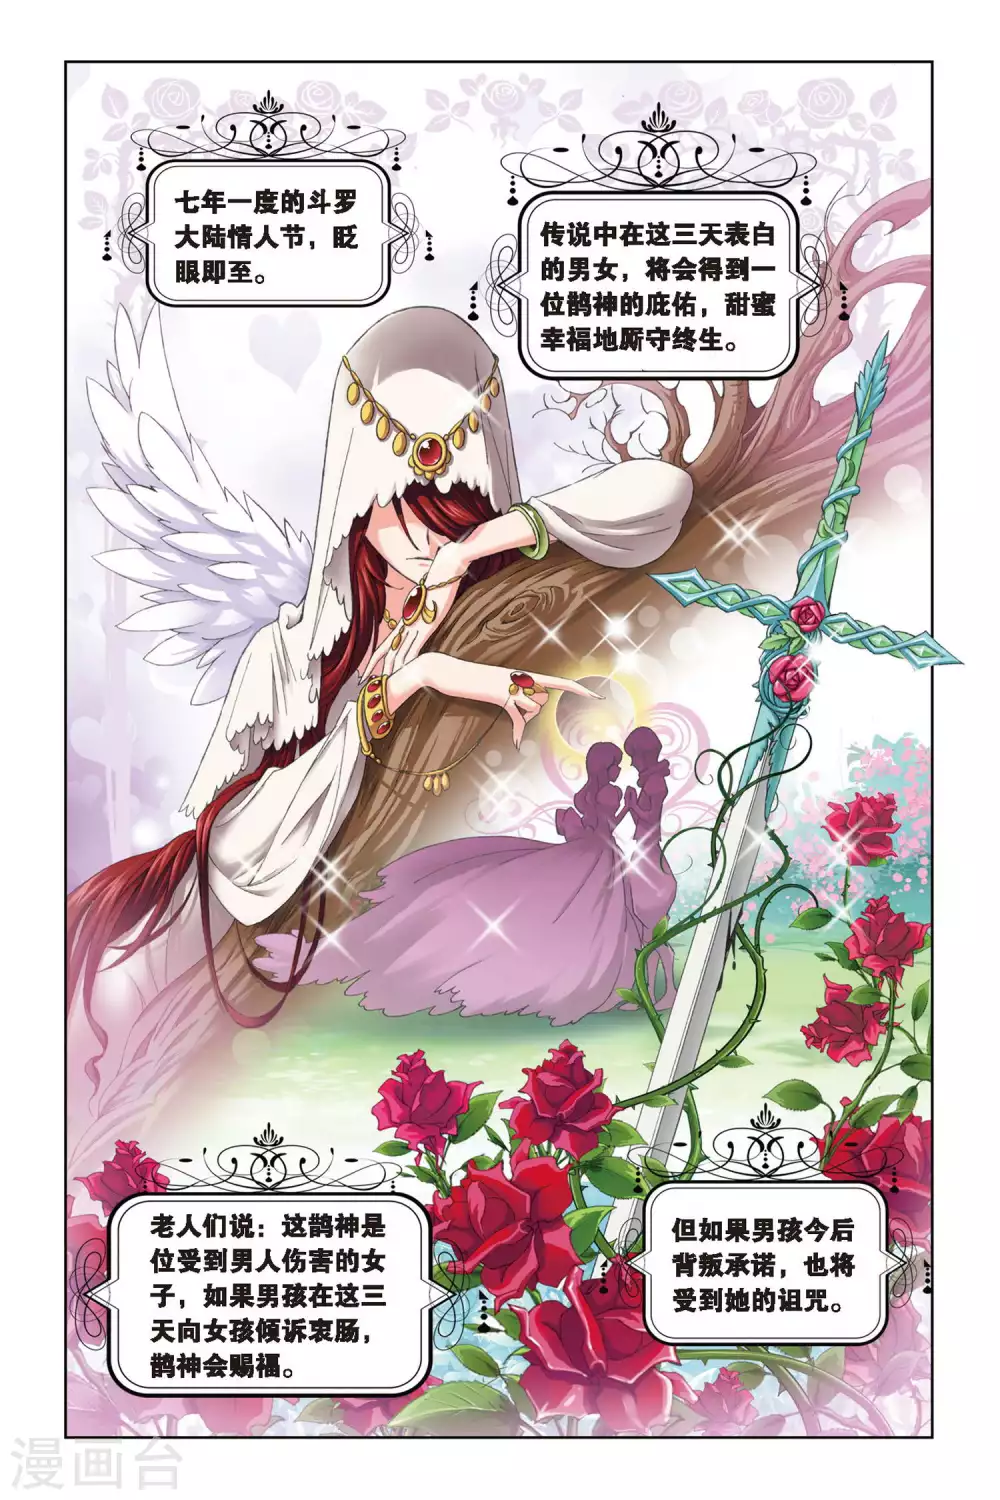 七年一度的斗罗
大陆情人节，眨
眼即至。
传说中在这三天表白
的男女，将会得到一
位鹊神的庇佑，甜蜜
幸福地厮守终生。
老人们说：这鹊神是
位受到男人伤害的女
子，如果男孩在这三
天向女孩倾诉衷肠，
鹊神会赐福。
但如果男孩今后
背叛承诺，也将
受到她的诅咒。
漫画台